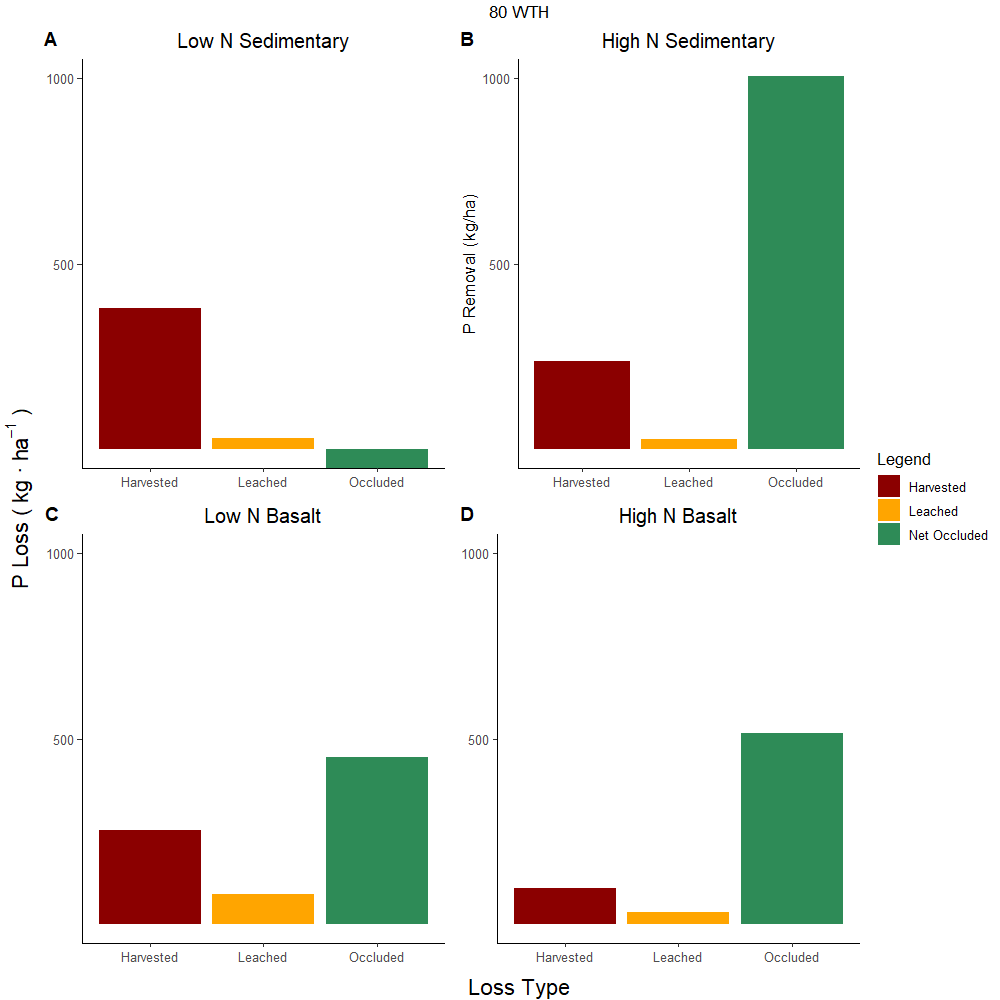 80 WTH
A
Low N Sedimentary
1000
500
Harvested Leached Occluded
B
High N Sedimentary
P Removal (kg/ha)
1000
500
Harvested Leached Occluded
P Loss ( kg · ha⁻¹ )
C
Low N Basalt
1000
500
Harvested Leached Occluded
D
High N Basalt
1000
500
Harvested Leached Occluded
Loss Type
Legend
Harvested
Leached
Net Occluded